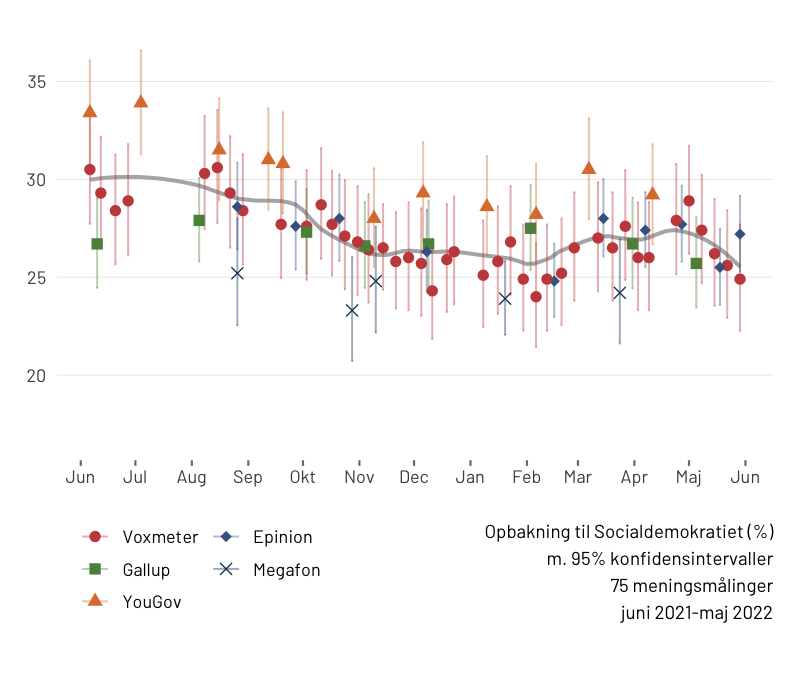 35
30
25
20
Jun Jul Aug Sep Okt Nov Dec Jan Feb Mar Apr Maj Jun
Voxmeter Epinion
Gallup Megafon
YouGov
Opbakning til Socialdemokratiet (%)
m. 95% konfidensintervaller
75 meningsmålinger
juni 2021-maj 2022